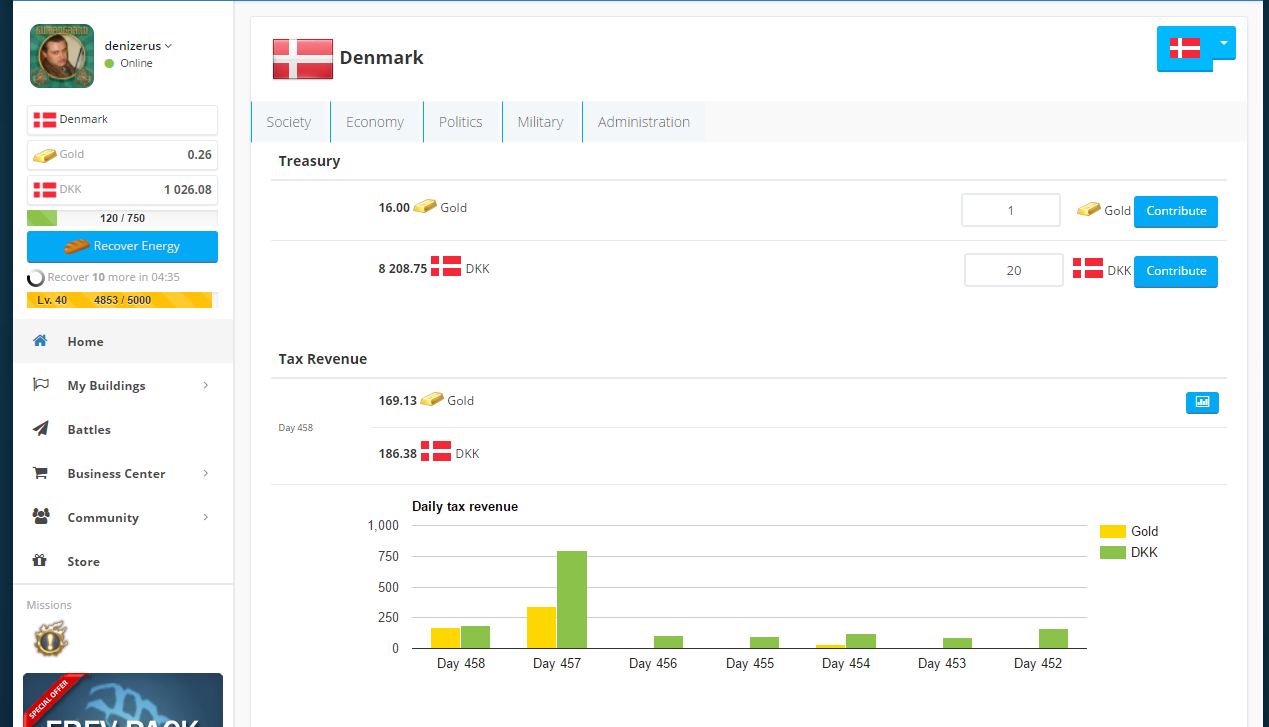 denizerus
Online
Denmark
Gold 0.26
DKK 1 026.08
120 / 750
Recover Energy
Recover 10 more in 04:35
Lv. 40 4853 / 5000
Home
My Buildings
Battles
Business Center
Community
Store
Missions
SPECIAL OFFER
FREY PACK
Denmark
Society Economy Politics Military Administration
Treasury
16.00 Gold 1 Gold Contribute
8 208.75 DKK 20 DKK Contribute
Tax Revenue
169.13 Gold
Day 458
186.38 DKK
Daily tax revenue
1,000
750
500
250
0
Day 458 Day 457 Day 456 Day 455 Day 454 Day 453 Day 452
Gold
DKK